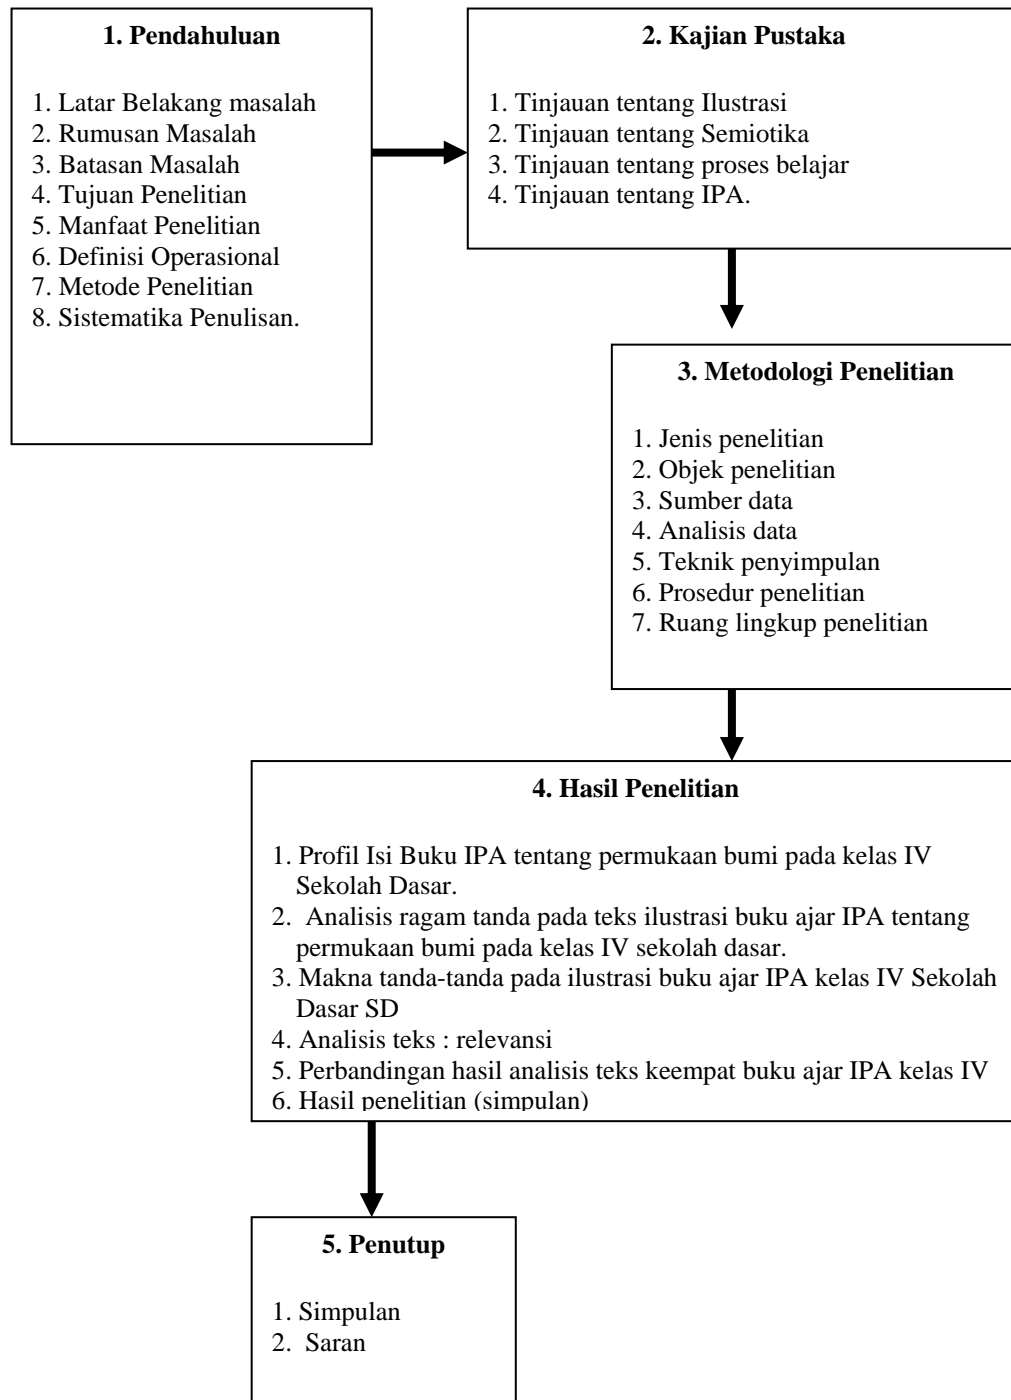 1. Pendahuluan
1. Latar Belakang masalah
2. Rumusan Masalah
3. Batasan Masalah
4. Tujuan Penelitian
5. Manfaat Penelitian
6. Definisi Operasional
7. Metode Penelitian
8. Sistematika Penulisan.
2. Kajian Pustaka
1. Tinjauan tentang Ilustrasi
2. Tinjauan tentang Semiotika
3. Tinjauan tentang proses belajar
4. Tinjauan tentang IPA.
3. Metodologi Penelitian
1. Jenis penelitian
2. Objek penelitian
3. Sumber data
4. Analisis data
5. Teknik penyimpulan
6. Prosedur penelitian
7. Ruang lingkup penelitian
4. Hasil Penelitian
1. Profil Isi Buku IPA tentang permukaan bumi pada kelas IV
Sekolah Dasar.
2. Analisis ragam tanda pada teks ilustrasi buku ajar IPA tentang
permukaan bumi pada kelas IV sekolah dasar.
3. Makna tanda-tanda pada ilustrasi buku ajar IPA kelas IV Sekolah
Dasar SD
4. Analisis teks : relevansi
5. Perbandingan hasil analisis teks keempat buku ajar IPA kelas IV
6. Hasil penelitian (simpulan)
5. Penutup
1. Simpulan
2. Saran